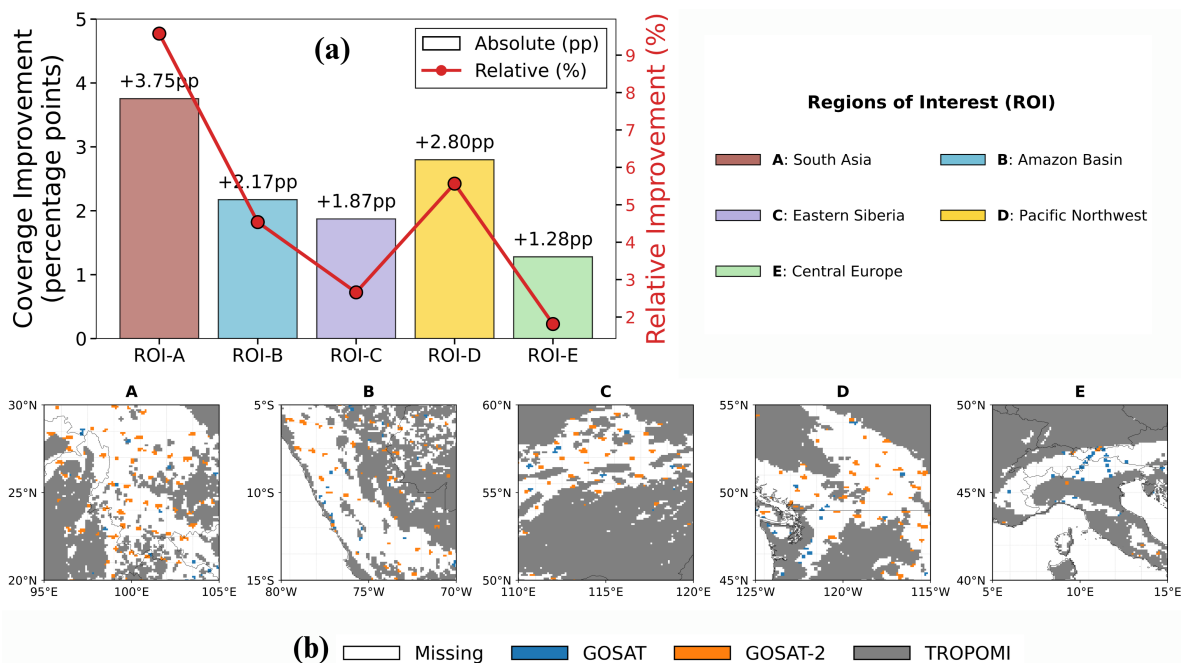 (a)
Coverage Improvement
(percentage points)
5
4
3
2
1
0
+3.75pp
+2.17pp
+1.87pp
+2.80pp
+1.28pp
Absolute (pp)
Relative (%)
9
8
7
6
5
4
3
2
Relative Improvement (%)
ROI-A ROI-B ROI-C ROI-D ROI-E
Regions of Interest (ROI)
A: South Asia B: Amazon Basin
C: Eastern Siberia D: Pacific Northwest
E: Central Europe
A
30°N
25°N
20°N
95°E 100°E 105°E
B
5°S
10°S
15°S
80°W 75°W 70°W
C
60°N
55°N
50°N
110°E 115°E 120°E
D
55°N
50°N
45°N
125°W 120°W 115°W
E
50°N
45°N
40°N
5°E 10°E 15°E
(b) Missing GOSAT GOSAT-2 TROPOMI